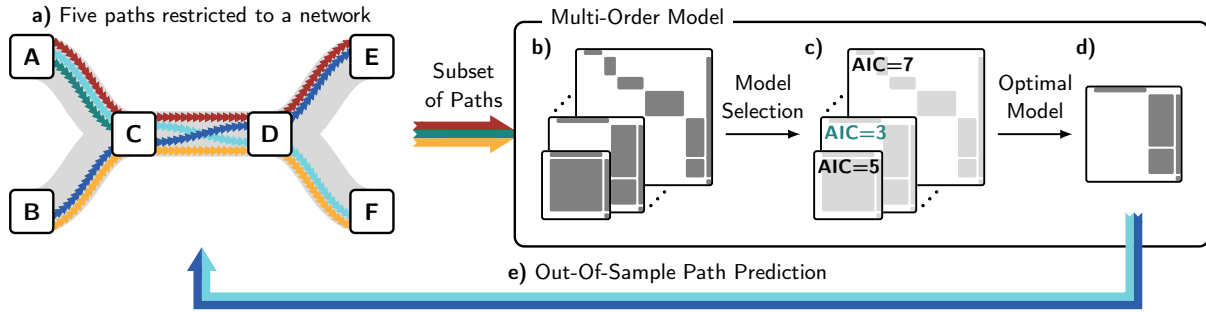 a) Five paths restricted to a network
Multi-Order Model
A
E
C
D
B
F
Subset
of Paths
b)
Model
Selection
c)
AIC=7
AIC=3
AIC=5
Optimal
Model
d)
e) Out-Of-Sample Path Prediction